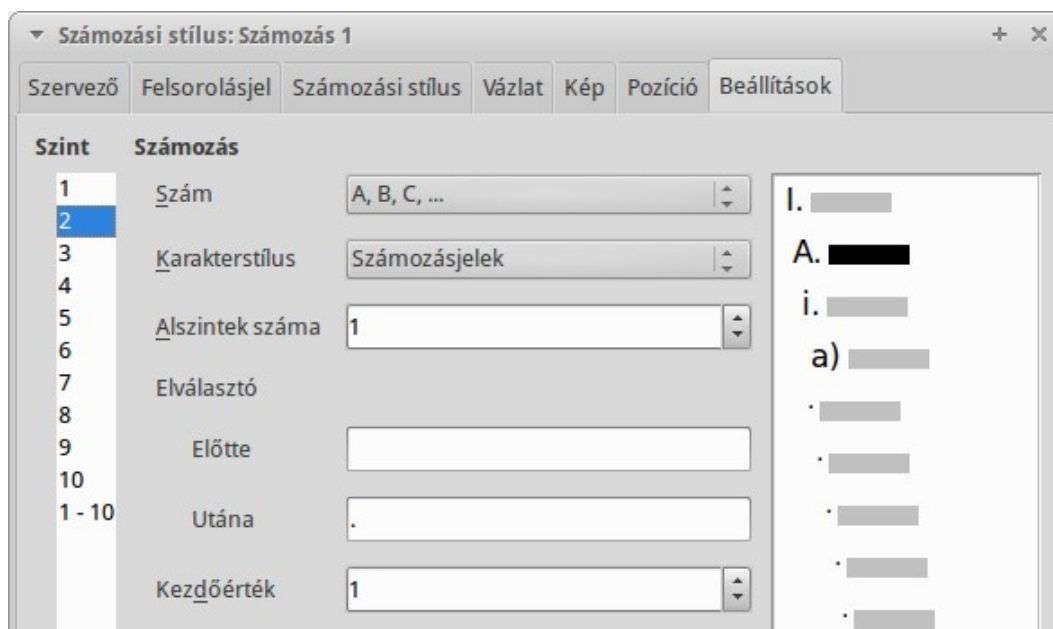 Számozási stílus: Számozás 1
Szervező Felsorolásjel Számozási stílus Vázlat Kép Pozíció Beállítások
Szint Számozás
1
2
3
4
5
6
7
8
9
10
1 - 10
Szám A, B, C, ...
Karakterstílus Számozásjelek
Alszintek száma 1
Elválasztó
Előtte
Utána .
Kezdőérték 1
I.
A.
i.
a)
.
.
.
.
.